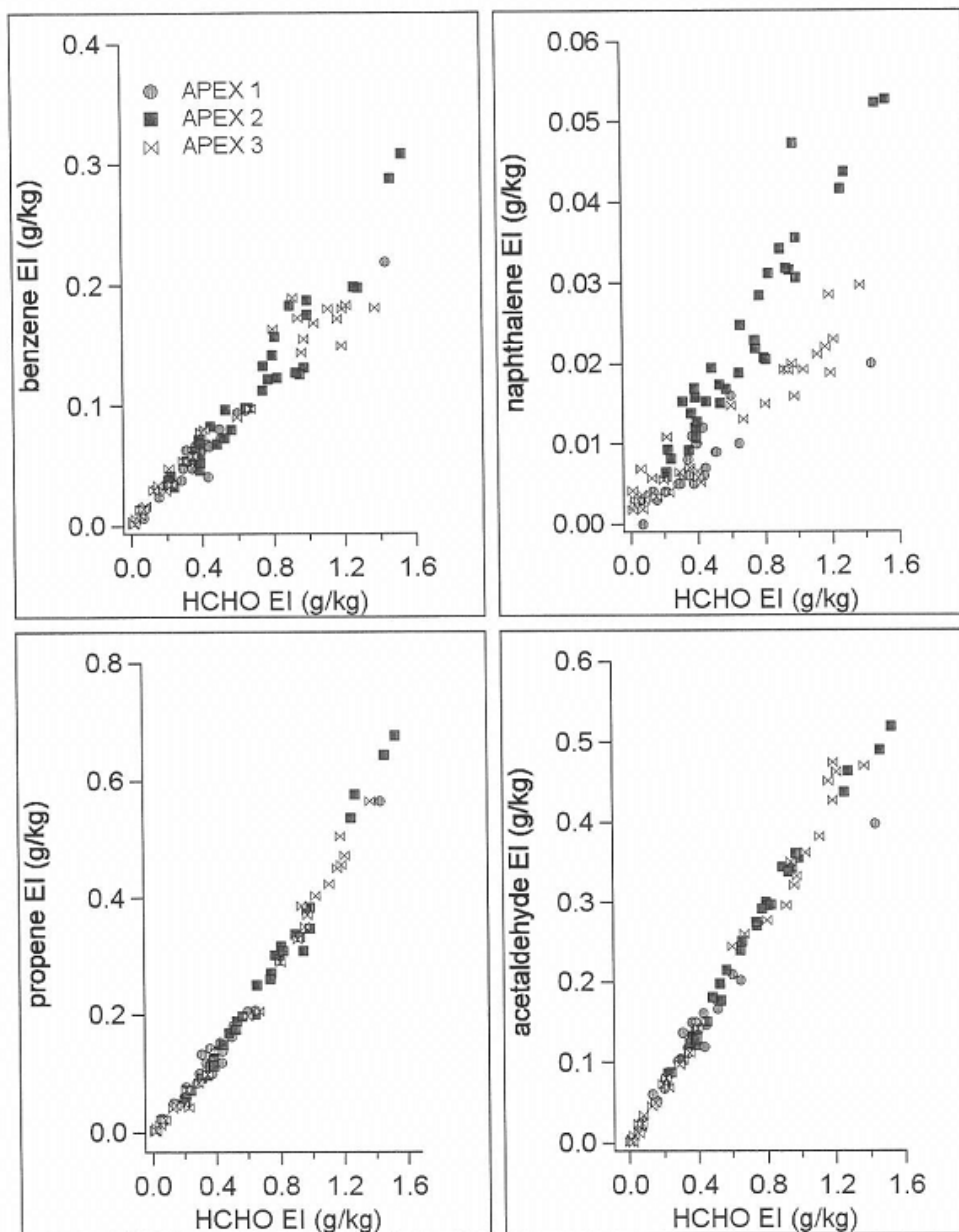 0.4
0.3
0.2
0.1
0.0
benzene EI (g/kg)
APEX 1
APEX 2
APEX 3
0.0 0.4 0.8 1.2 1.6
HCHO EI (g/kg)
0.06
0.05
0.04
0.03
0.02
0.01
0.00
naphthalene EI (g/kg)
0.0 0.4 0.8 1.2 1.6
HCHO EI (g/kg)
0.8
0.6
0.4
0.2
0.0
propene EI (g/kg)
0.0 0.4 0.8 1.2 1.6
HCHO EI (g/kg)
0.6
0.5
0.4
0.3
0.2
0.1
0.0
acetaldehyde EI (g/kg)
0.0 0.4 0.8 1.2 1.6
HCHO EI (g/kg)